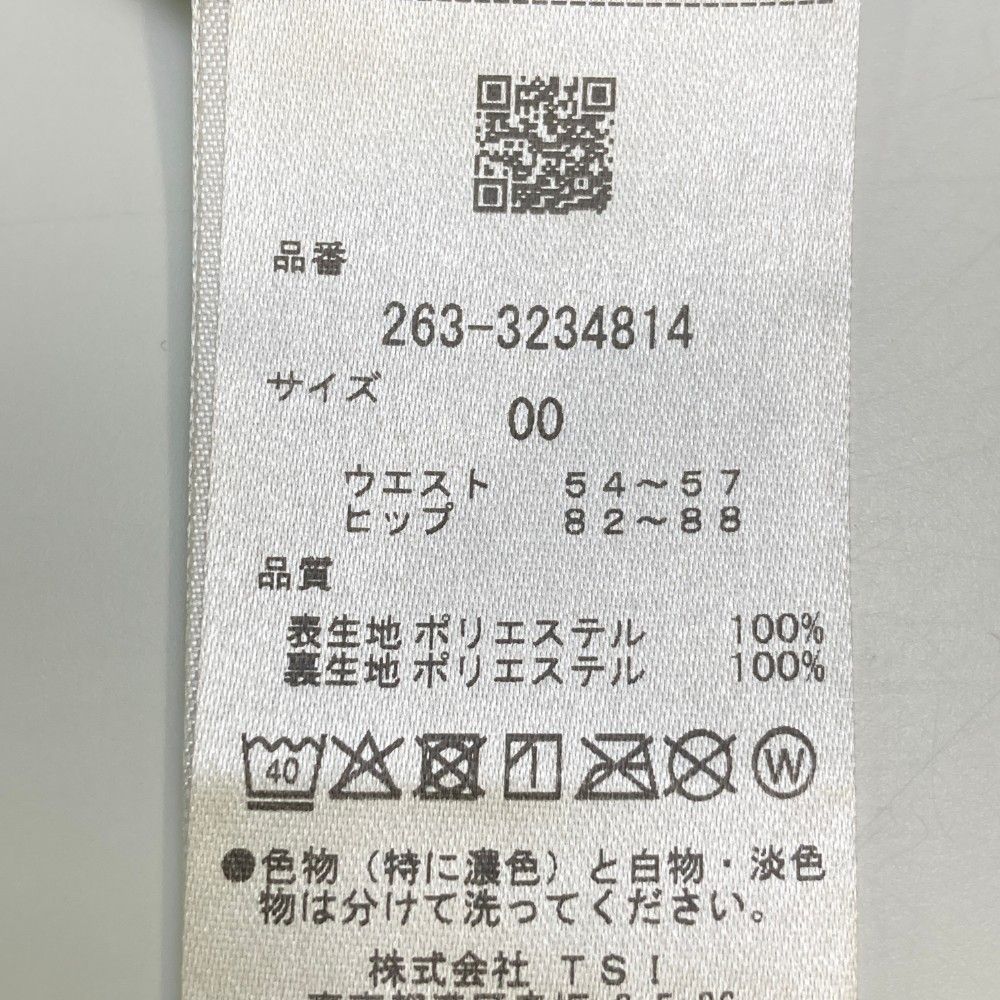 品番
263-3234814
サイズ
00
ウエスト 54~57
ヒップ 82~88
品質
表生地 ポリエステル 100%
裏生地 ポリエステル 100%
40
W
●色物(特に濃色)と白物・淡色
物は分けて洗ってください。
株式会社 TSI